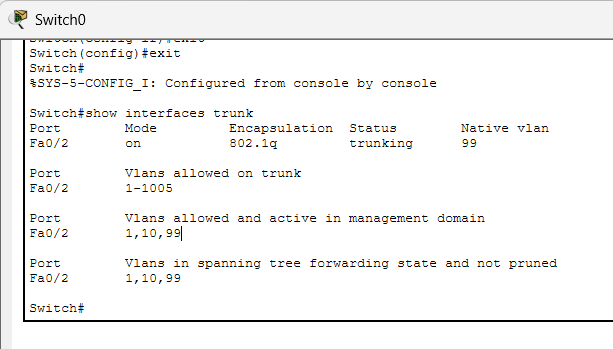 Switch0
Switch(config)#exit
Switch#
%SYS-5-CONFIG_I: Configured from console by console
Switch#show interfaces trunk
Port Mode Encapsulation Status Native vlan
Fa0/2 on 802.1q trunking 99
Port Vlans allowed on trunk
Fa0/2 1-1005
Port Vlans allowed and active in management domain
Fa0/2 1,10,99
Port Vlans in spanning tree forwarding state and not pruned
Fa0/2 1,10,99
Switch#